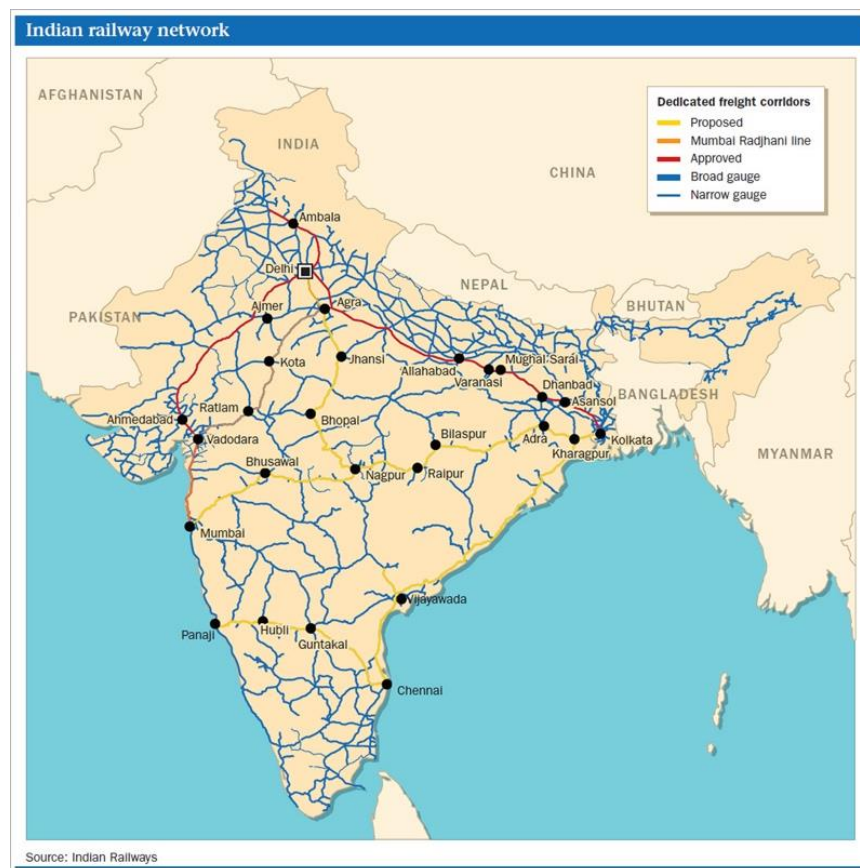 Indian railway network
AFGHANISTAN
INDIA
CHINA
Dedicated freight corridors
Proposed
Mumbai Radjhani line
Approved
Broad gauge
Narrow gauge
Ambala
Delhi
NEPAL
BHUTAN
PAKISTAN
Ajmer
Agra
Kota
Jhansi
Allahabad
Mughal-Sarai
Varanasi
Dhanbad
BANGLADESH
Asansol
Ahmedabad
Ratlam
Bhopal
Vadodara
Bilaspur
Adra
Kolkata
Kharagpur
MYANMAR
Bhusawal
Nagpur
Raipur
Mumbai
Vijayawada
Panaji
Hubli
Guntakal
Chennai
Source: Indian Railways